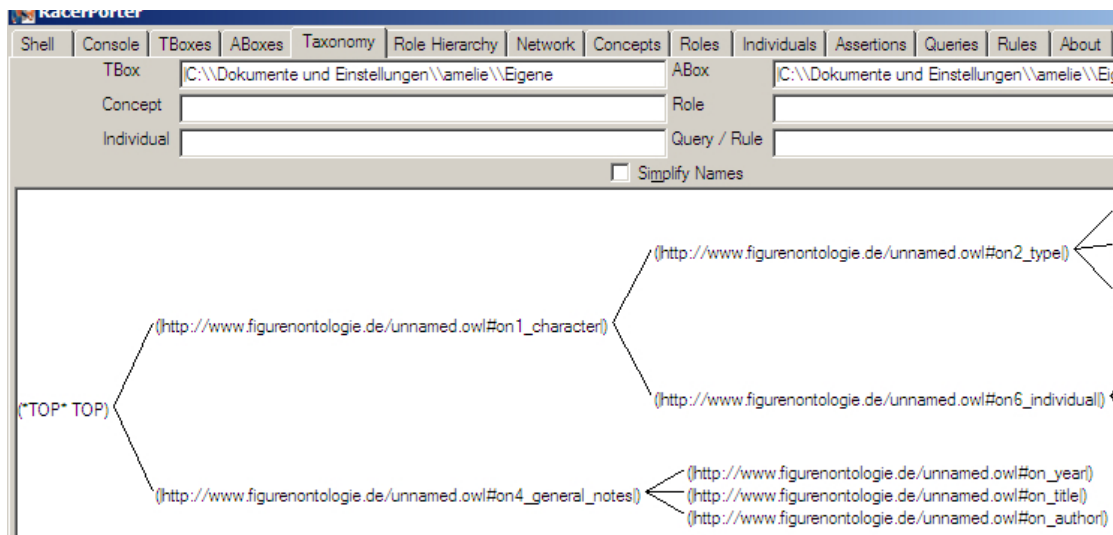 RacerPorter
Shell Console TBoxes ABoxes Taxonomy Role Hierarchy Network Concepts Roles Individuals Assertions Queries Rules About
TBox C:\\Dokumente und Einstellungen\\amelie\\Eigene ABox C:\\Dokumente und Einstellungen\\amelie\\Eig
Concept Role
Individual Query / Rule
Simplify Names
(|http://www.figurenontologie.de/unnamed.owl#on2_type|)
(|http://www.figurenontologie.de/unnamed.owl#on1_character|)
(|http://www.figurenontologie.de/unnamed.owl#on6_individual|)
(*TOP* TOP)
(|http://www.figurenontologie.de/unnamed.owl#on_year|)
(|http://www.figurenontologie.de/unnamed.owl#on4_general_notes|)
(|http://www.figurenontologie.de/unnamed.owl#on_title|)
(|http://www.figurenontologie.de/unnamed.owl#on_author|)